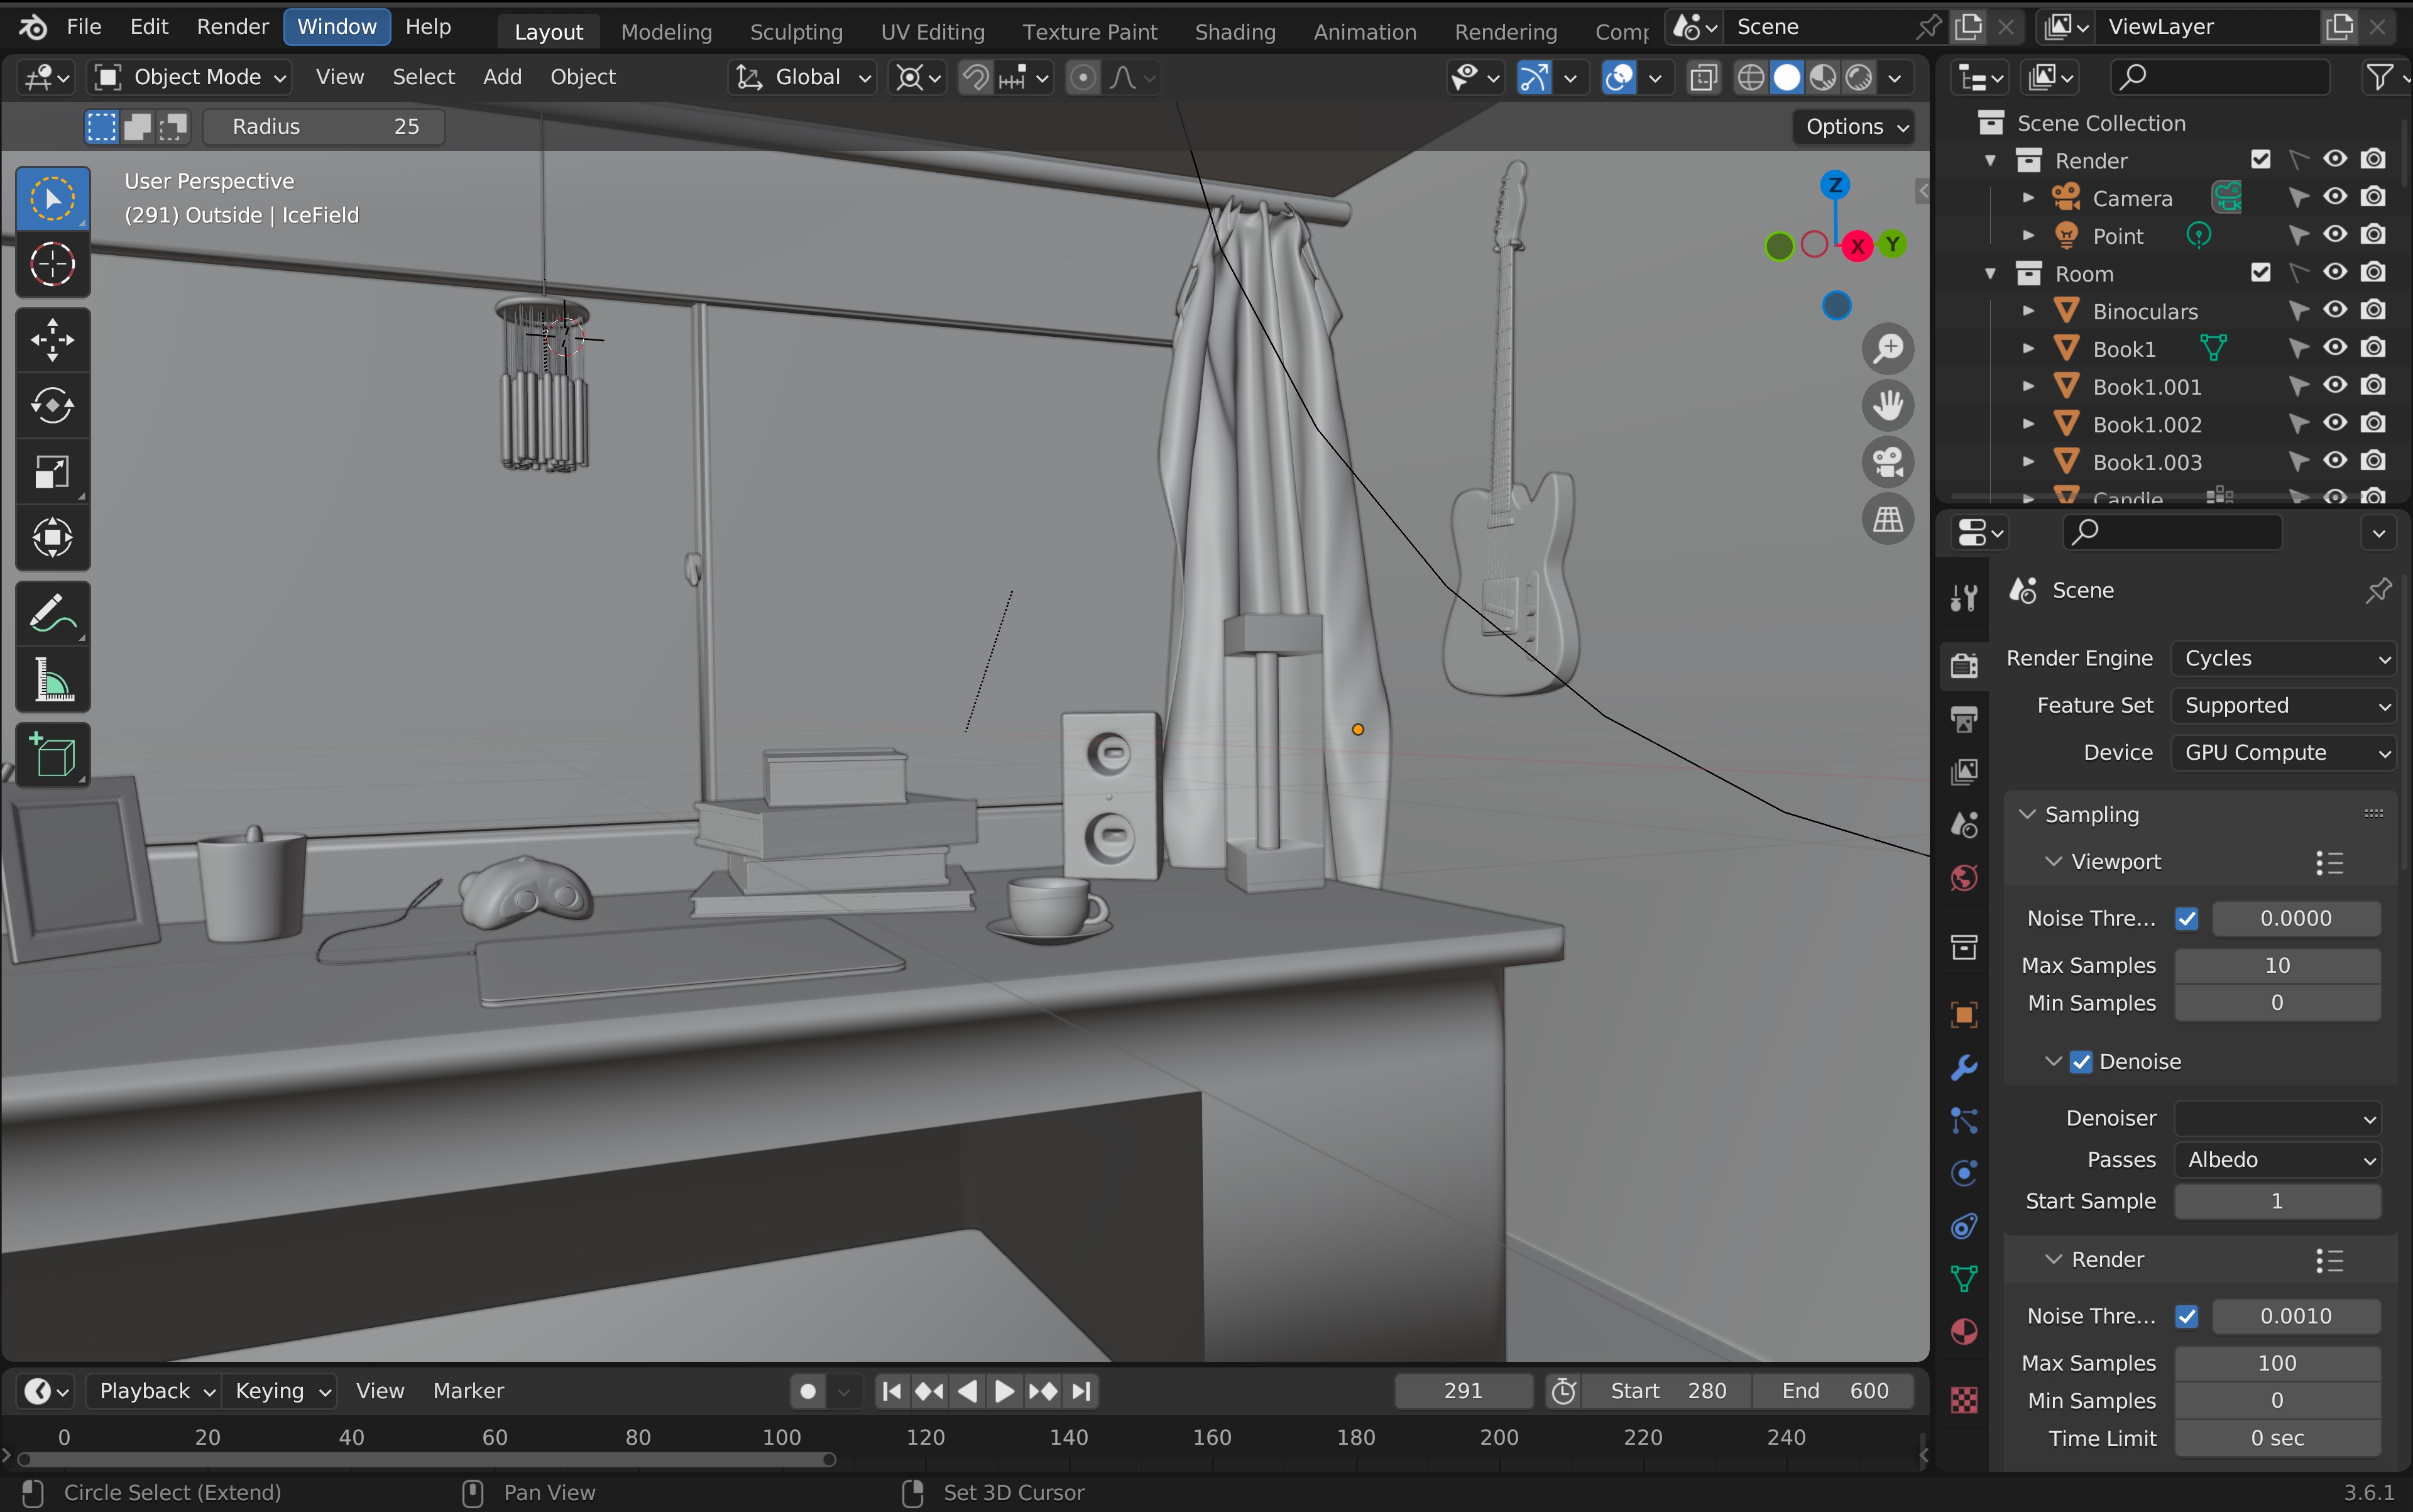 File Edit Render Window Help Layout Modeling Sculpting UV Editing Texture Paint Shading Animation Rendering Comp Scene ViewLayer
Object Mode View Select Add Object Global
Radius 25 Options
User Perspective
(291) Outside | IceField
Z
X
Y
Scene Collection
Render
Camera
Point
Room
Binoculars
Book1
Book1.001
Book1.002
Book1.003
Candle
Scene
Render Engine Cycles
Feature Set Supported
Device GPU Compute
Sampling
Viewport
Noise Thre... 0.0000
Max Samples 10
Min Samples 0
Denoise
Denoiser
Passes Albedo
Start Sample 1
Render
Noise Thre... 0.0010
Max Samples 100
Min Samples 0
Time Limit 0 sec
Playback Keying View Marker 291 Start 280 End 600
0 20 40 60 80 100 120 140 160 180 200 220 240
Circle Select (Extend) Pan View Set 3D Cursor 3.6.1